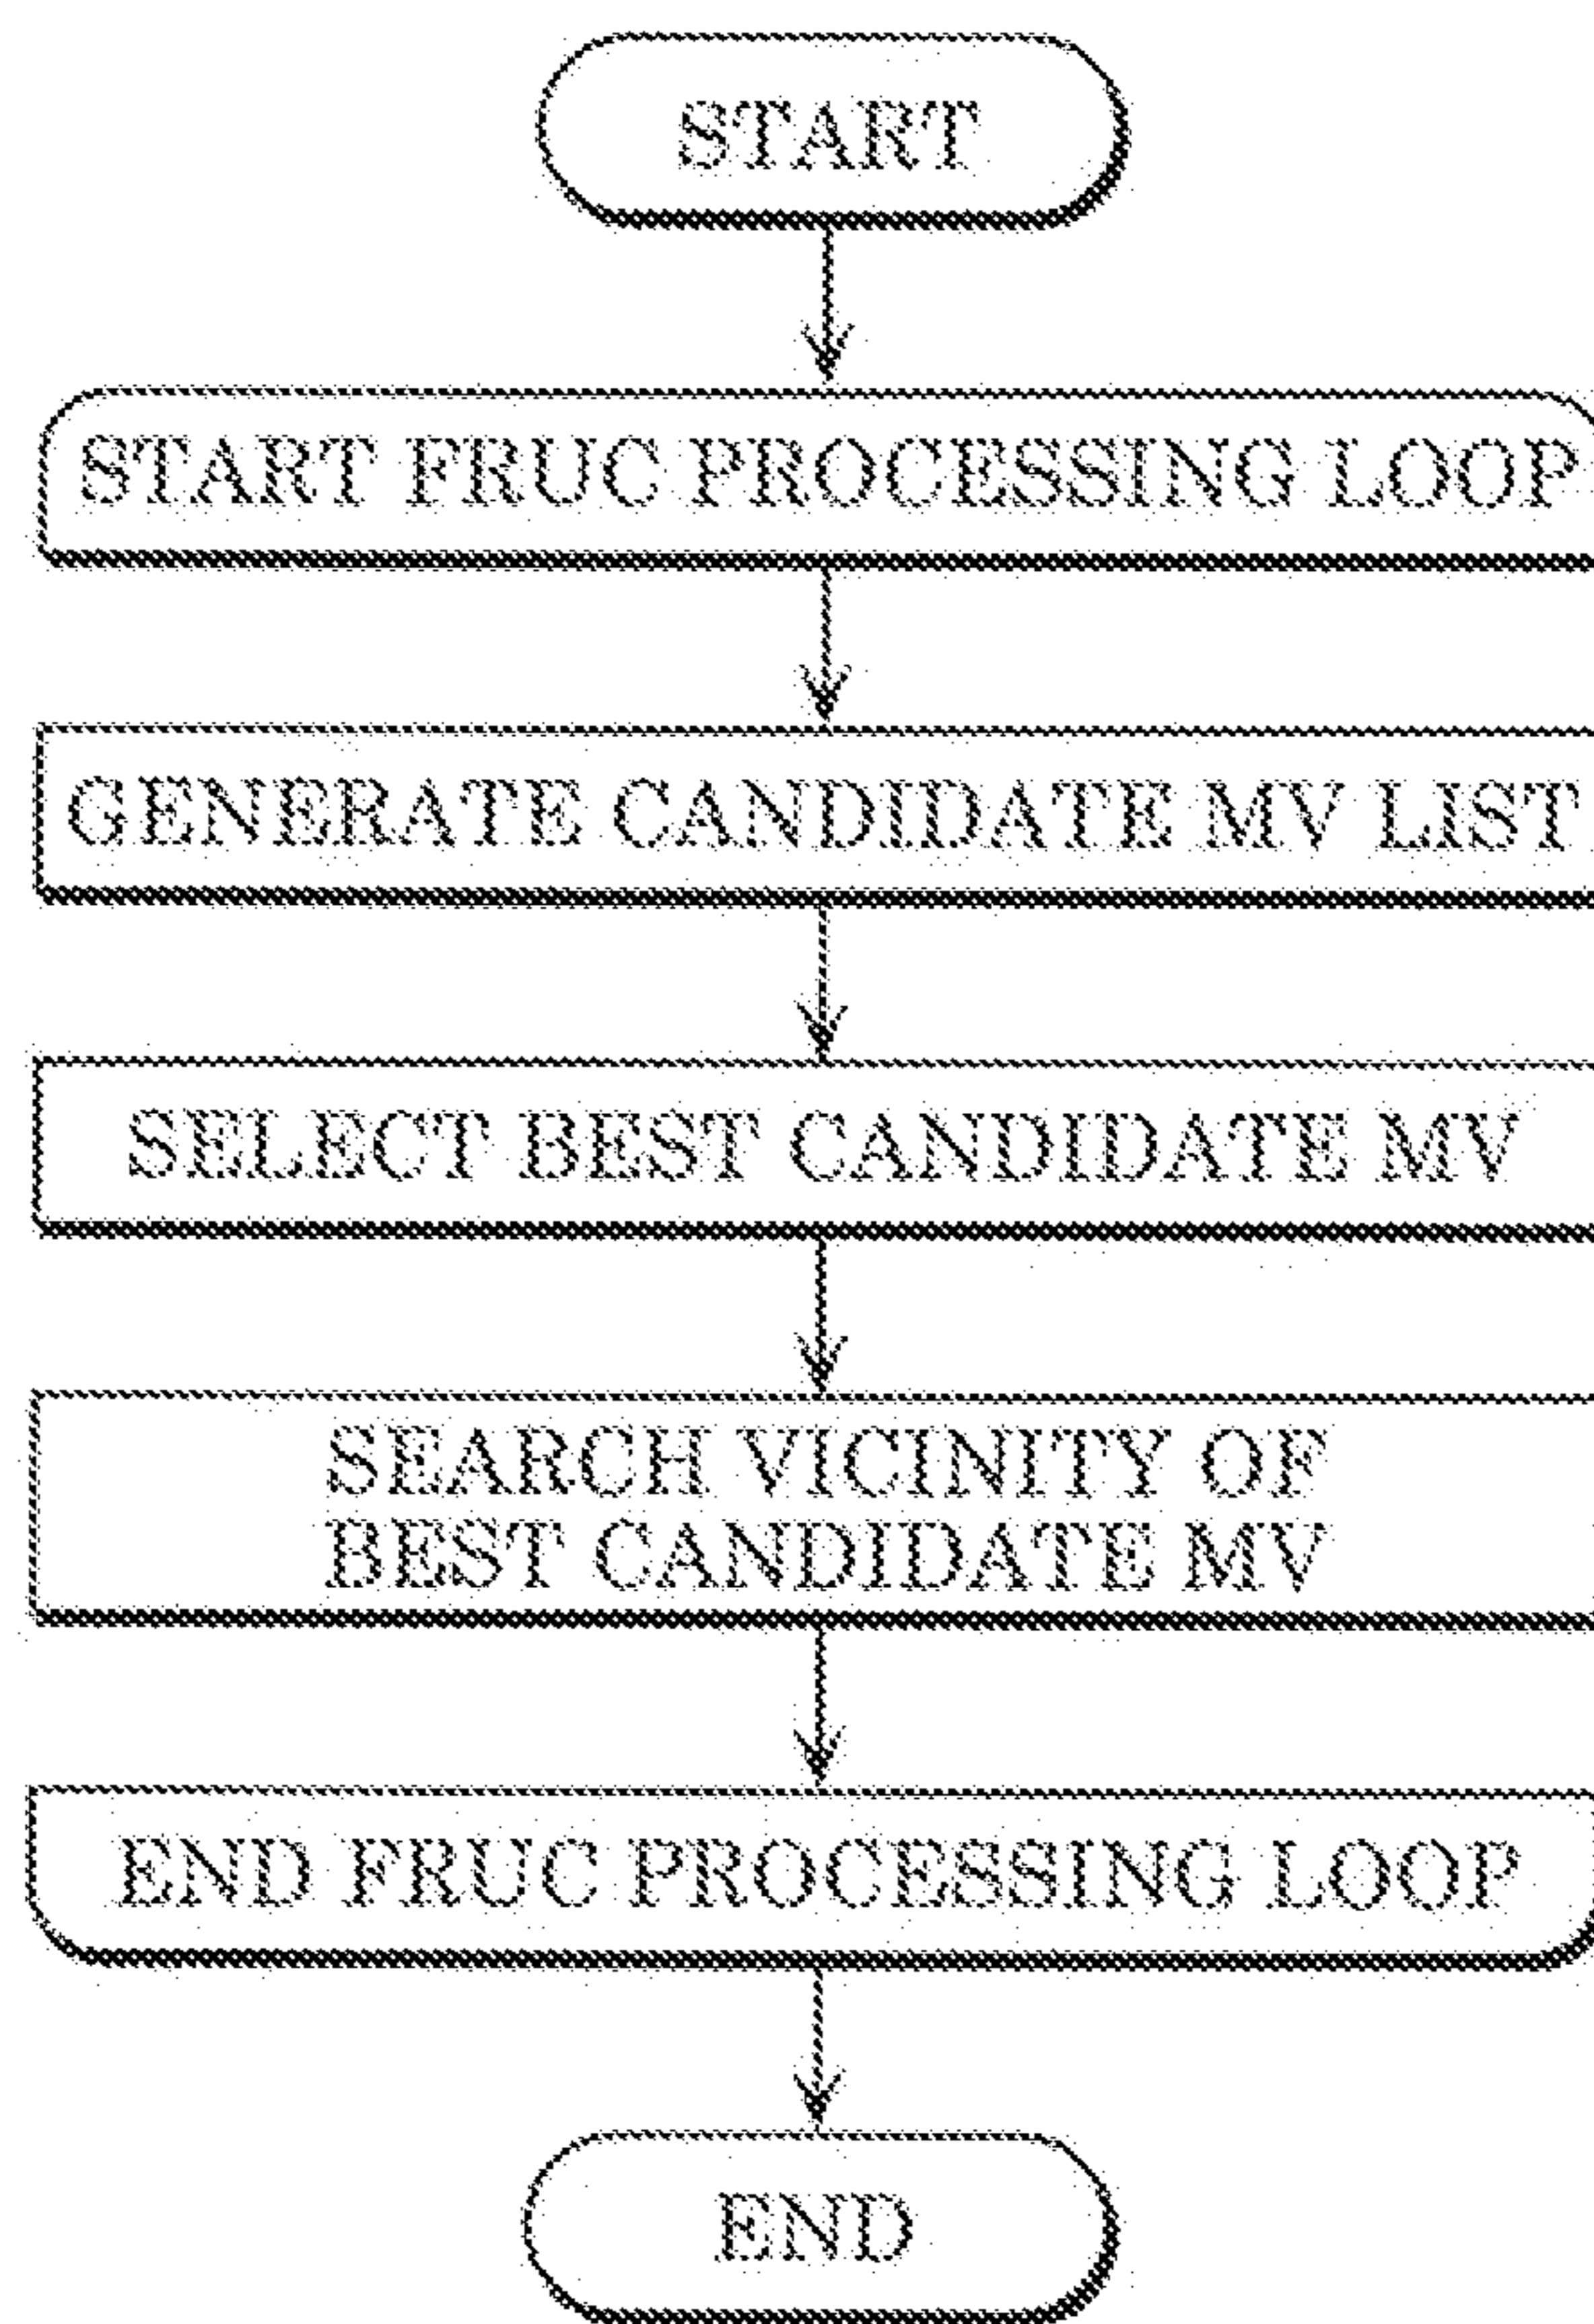 START
START FRUC PROCESSING LOOP
GENERATE CANDIDATE MV LIST
SELECT BEST CANDIDATE MV
SEARCH VICINITY OF
BEST CANDIDATE MV
END FRUC PROCESSING LOOP
END